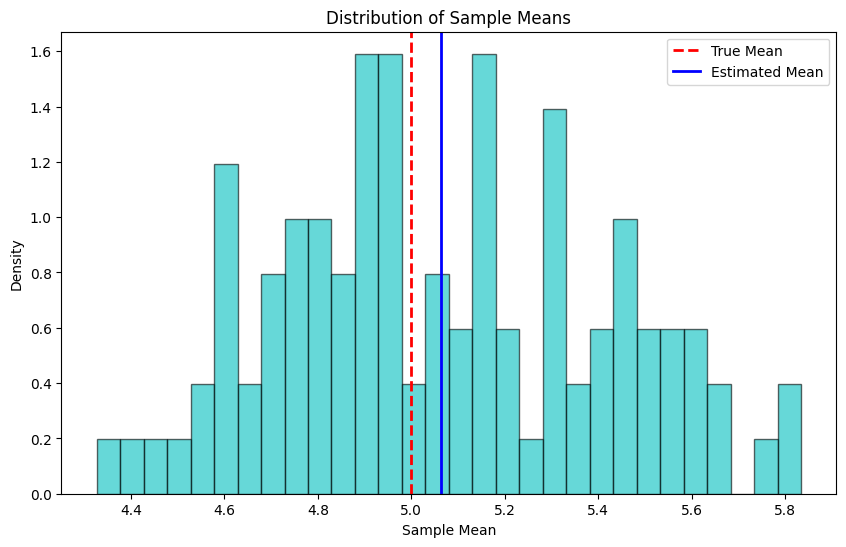 Distribution of Sample Means
True Mean
Estimated Mean
Density
1.6
1.4
1.2
1.0
0.8
0.6
0.4
0.2
0.0
4.4 4.6 4.8 5.0 5.2 5.4 5.6 5.8
Sample Mean